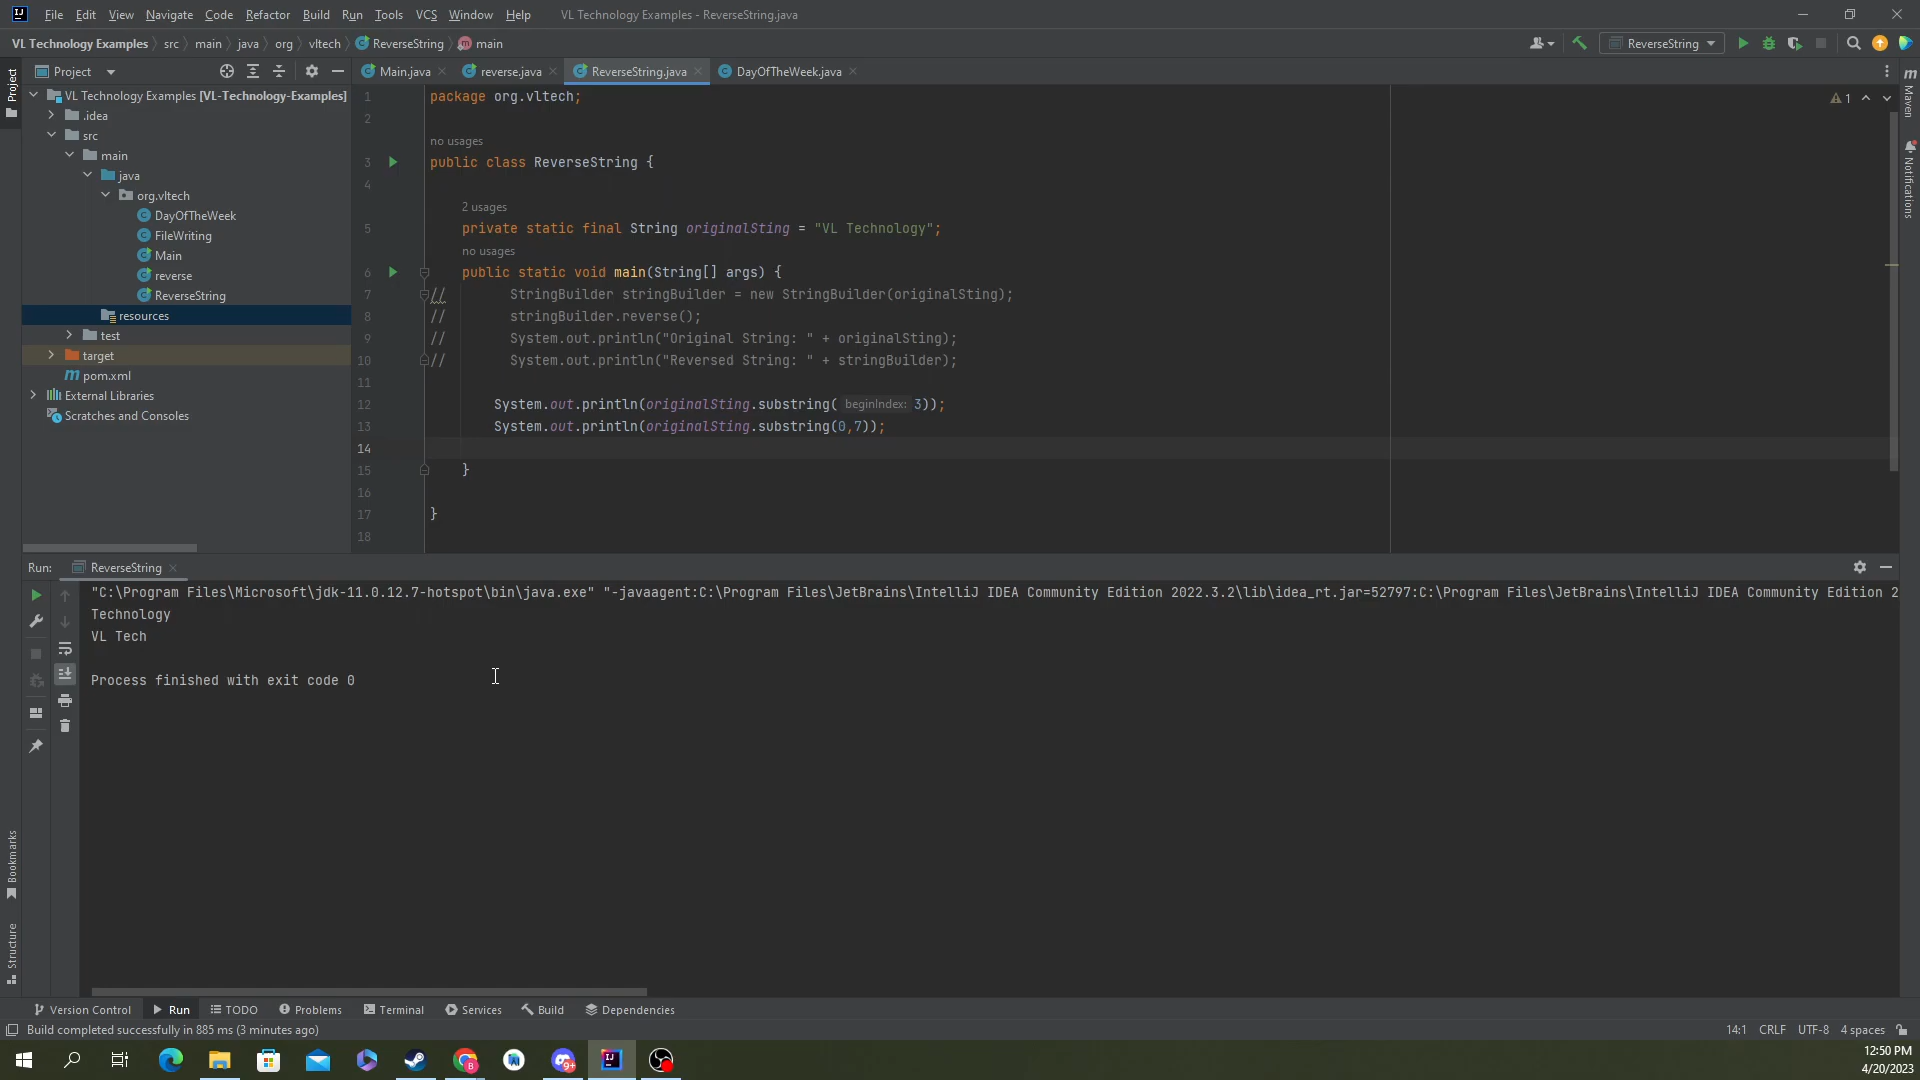 File Edit View Navigate Code Refactor Build Run Tools VCS Window Help VL Technology Examples - ReverseString.java
VL Technology Examples src main java org vltech ReverseString main ReverseString
Project
Main.java reverse.java ReverseString.java DayOfTheWeek.java
Project
Maven
Notifications
VL Technology Examples [VL-Technology-Examples]
.idea
src
main
java
org.vltech
DayOfTheWeek
FileWriting
Main
reverse
ReverseString
resources
test
target
pom.xml
External Libraries
Scratches and Consoles
1
1 package org.vltech;
2
no usages
3 public class ReverseString {
4
2 usages
5 private static final String originalSting = "VL Technology";
no usages
6 public static void main(String[] args) {
7 // StringBuilder stringBuilder = new StringBuilder(originalSting);
8 // stringBuilder.reverse();
9 // System.out.println("Original String: " + originalSting);
10 // System.out.println("Reversed String: " + stringBuilder);
11
12 System.out.println(originalSting.substring( beginIndex: 3));
13 System.out.println(originalSting.substring(0,7));
14
15 }
16
17 }
18
Run: ReverseString
"C:\Program Files\Microsoft\jdk-11.0.12.7-hotspot\bin\java.exe" "-javaagent:C:\Program Files\JetBrains\IntelliJ IDEA Community Edition 2022.3.2\lib\idea_rt.jar=52797:C:\Program Files\JetBrains\IntelliJ IDEA Community Edition 2
Technology
VL Tech
Process finished with exit code 0
Bookmarks
Structure
Version Control Run TODO Problems Terminal Services Build Dependencies
Build completed successfully in 885 ms (3 minutes ago) 14:1 CRLF UTF-8 4 spaces
9+
12:50 PM
4/20/2023